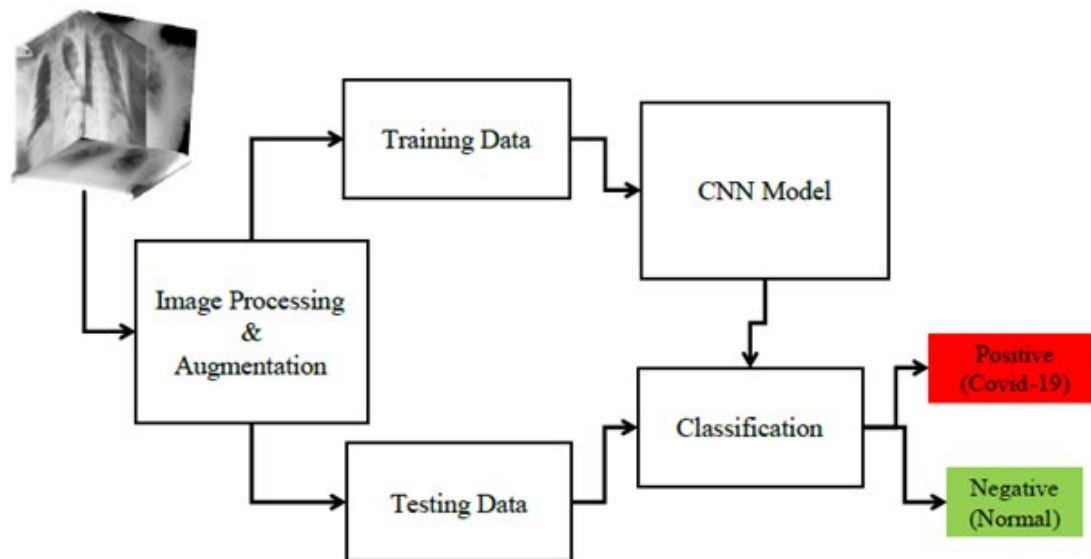 Training Data
CNN Model
Image Processing
&
Augmentation
Positive
(Covid-19)
Classification
Testing Data
Negative
(Normal)